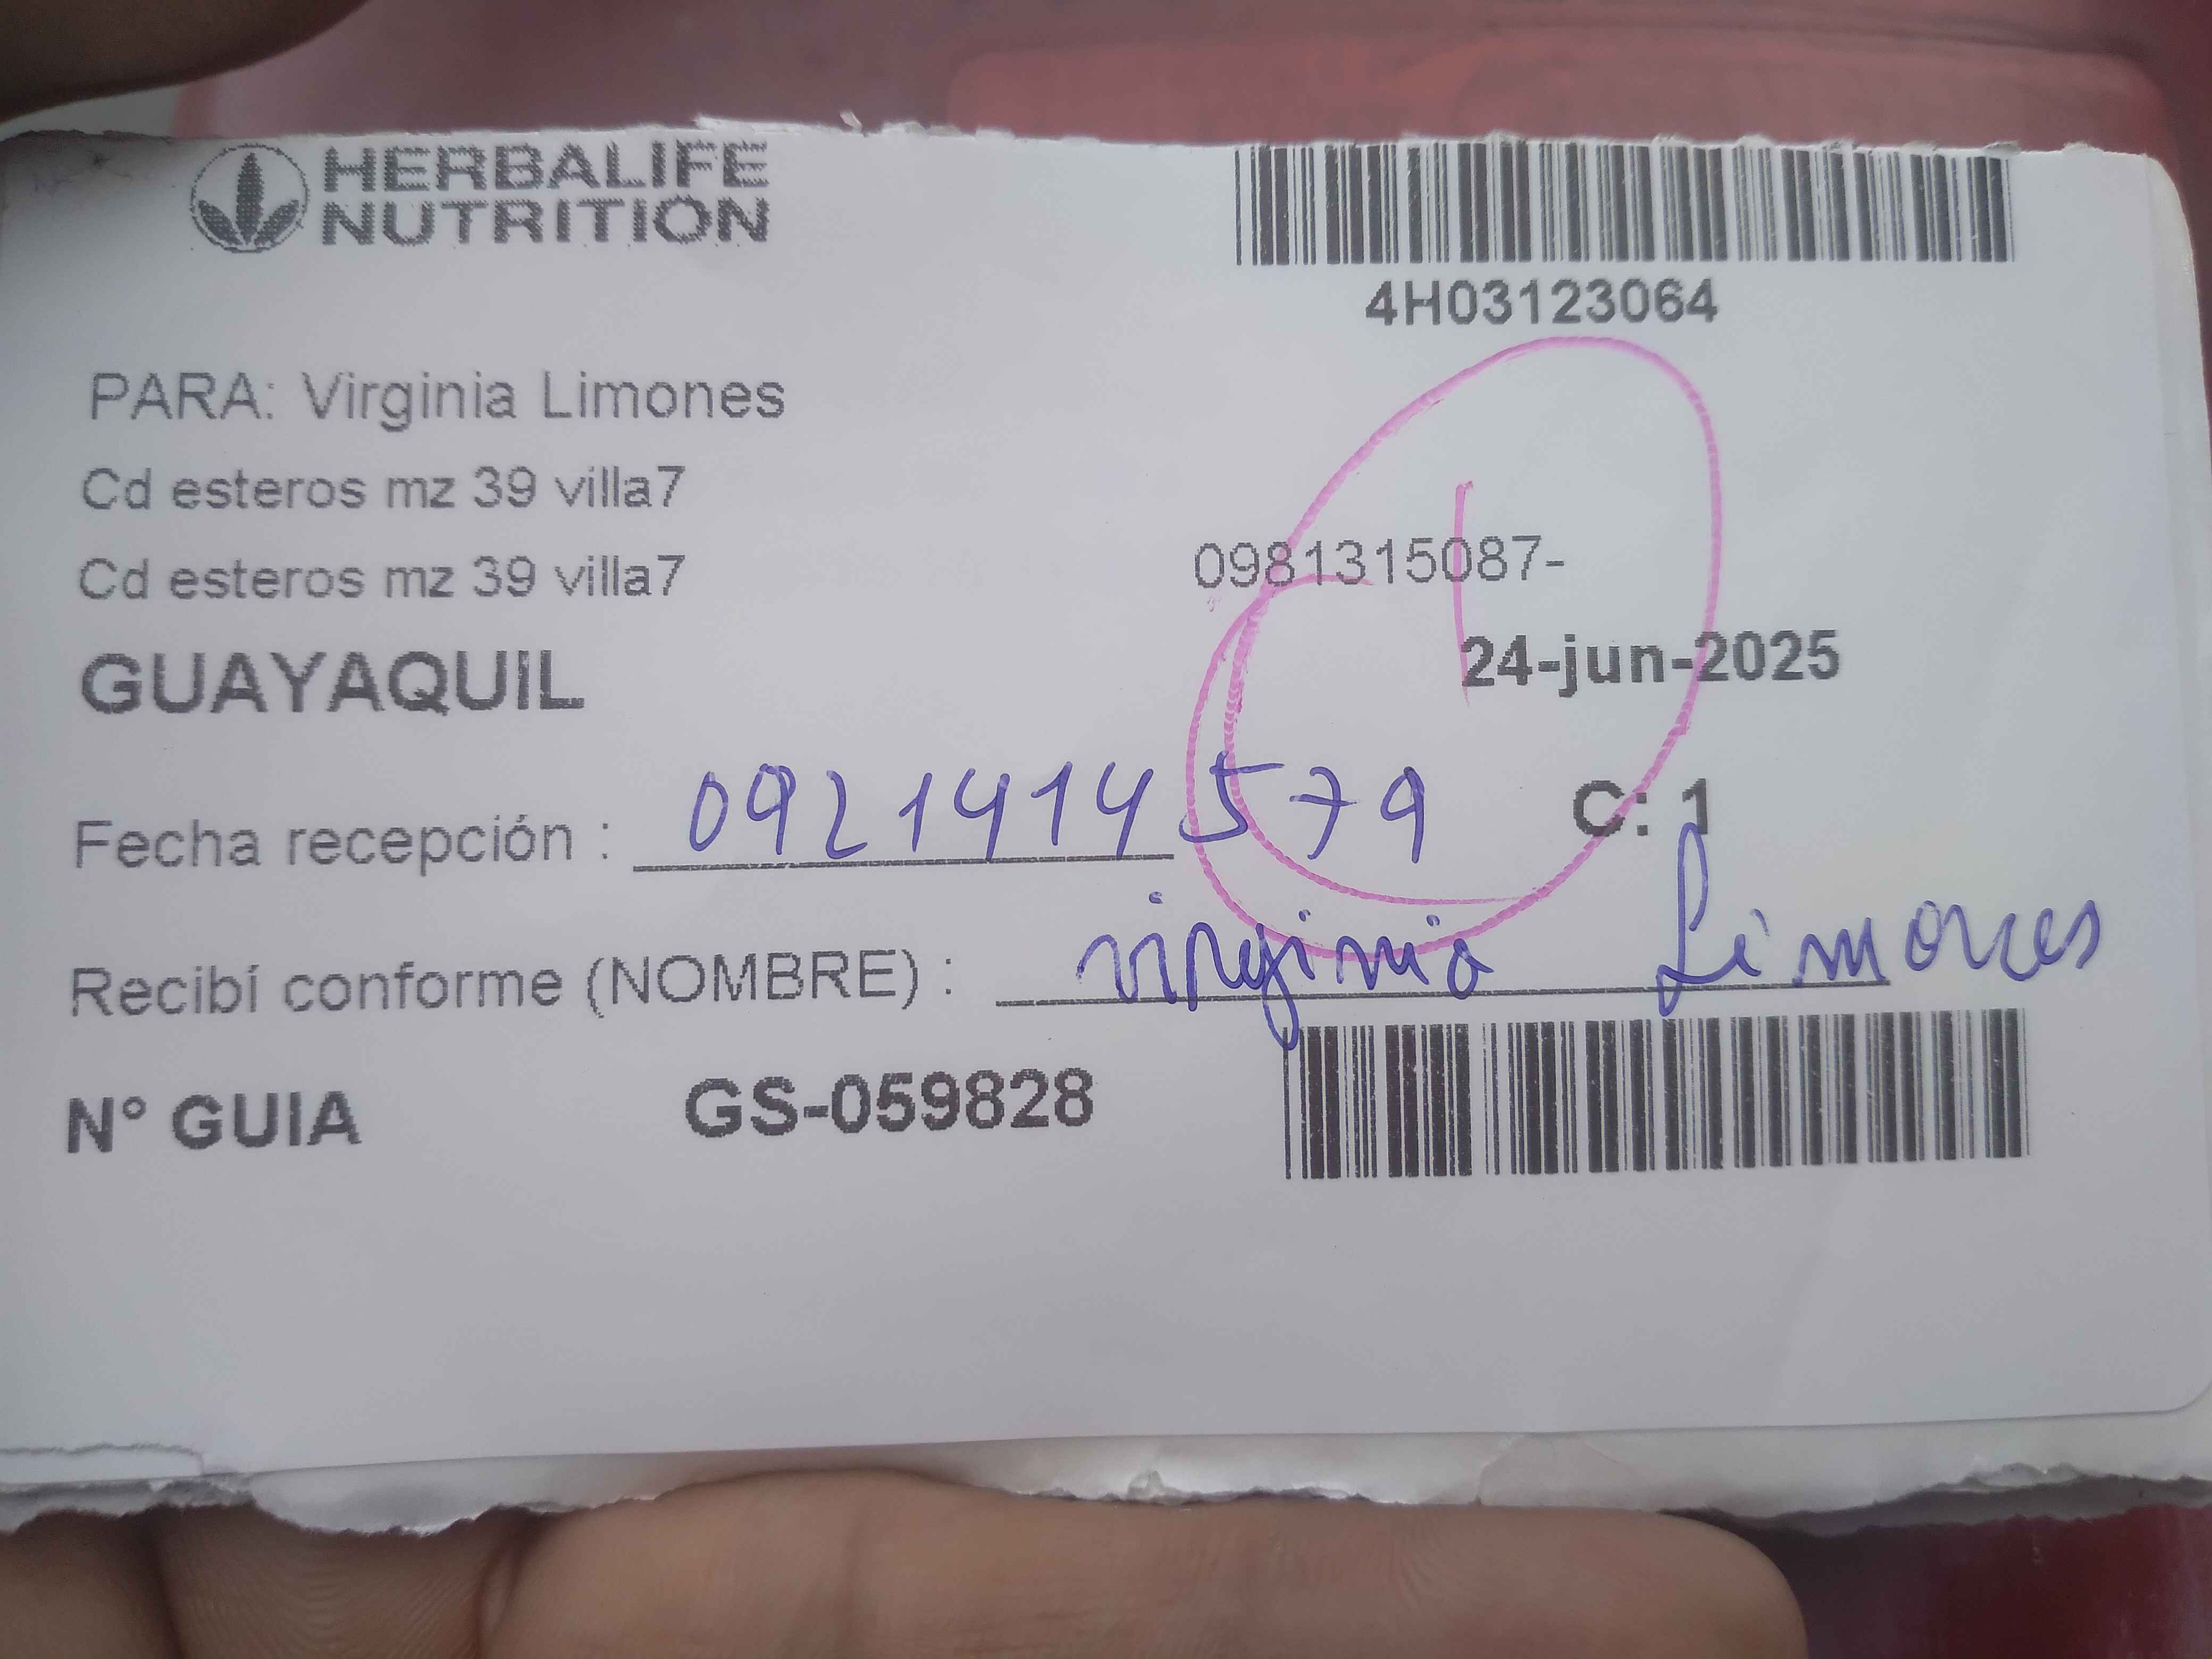 HERBALIFE
NUTRITION
4H03123064
PARA: Virginia Limones
Cd esteros mz 39 villa7
Cd esteros mz 39 villa7
0981315087-
GUAYAQUIL
24-jun-2025
Fecha recepción : 0921414579
C: 1
Recibí conforme (NOMBRE) : virginia Limones
N° GUIA GS-059828